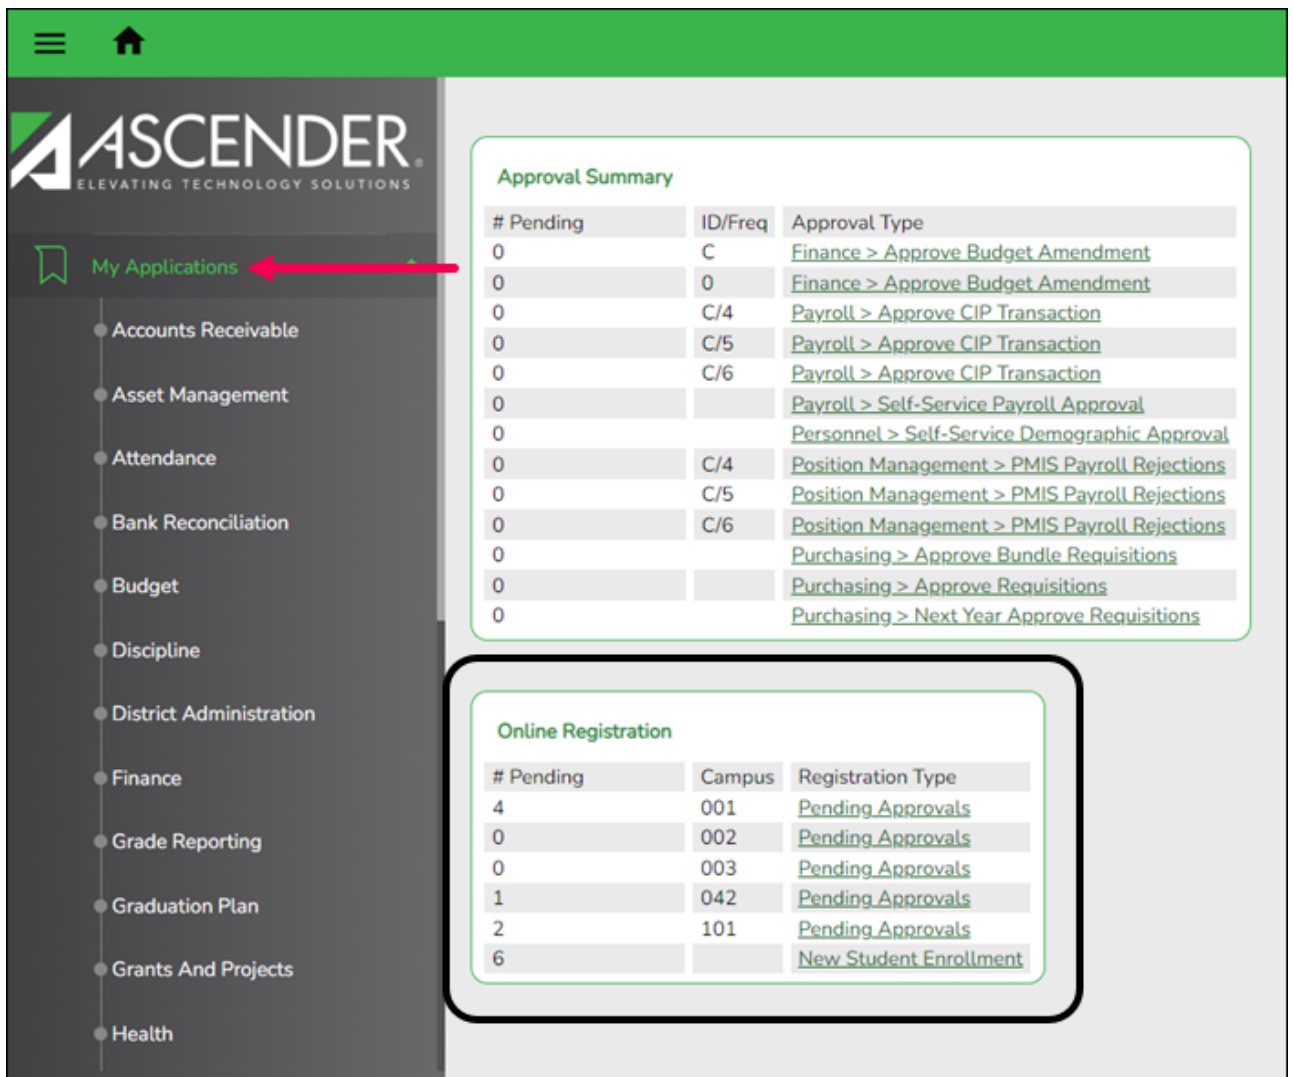 ASCENDER®
ELEVATING TECHNOLOGY SOLUTIONS
My Applications
Accounts Receivable
Asset Management
Attendance
Bank Reconciliation
Budget
Discipline
District Administration
Finance
Grade Reporting
Graduation Plan
Grants And Projects
Health
Approval Summary
# Pending ID/Freq Approval Type
0 C Finance > Approve Budget Amendment
0 0 Finance > Approve Budget Amendment
0 C/4 Payroll > Approve CIP Transaction
0 C/5 Payroll > Approve CIP Transaction
0 C/6 Payroll > Approve CIP Transaction
0 Payroll > Self-Service Payroll Approval
0 Personnel > Self-Service Demographic Approval
0 C/4 Position Management > PMIS Payroll Rejections
0 C/5 Position Management > PMIS Payroll Rejections
0 C/6 Position Management > PMIS Payroll Rejections
0 Purchasing > Approve Bundle Requisitions
0 Purchasing > Approve Requisitions
0 Purchasing > Next Year Approve Requisitions
Online Registration
# Pending Campus Registration Type
4 001 Pending Approvals
0 002 Pending Approvals
0 003 Pending Approvals
1 042 Pending Approvals
2 101 Pending Approvals
6 New Student Enrollment